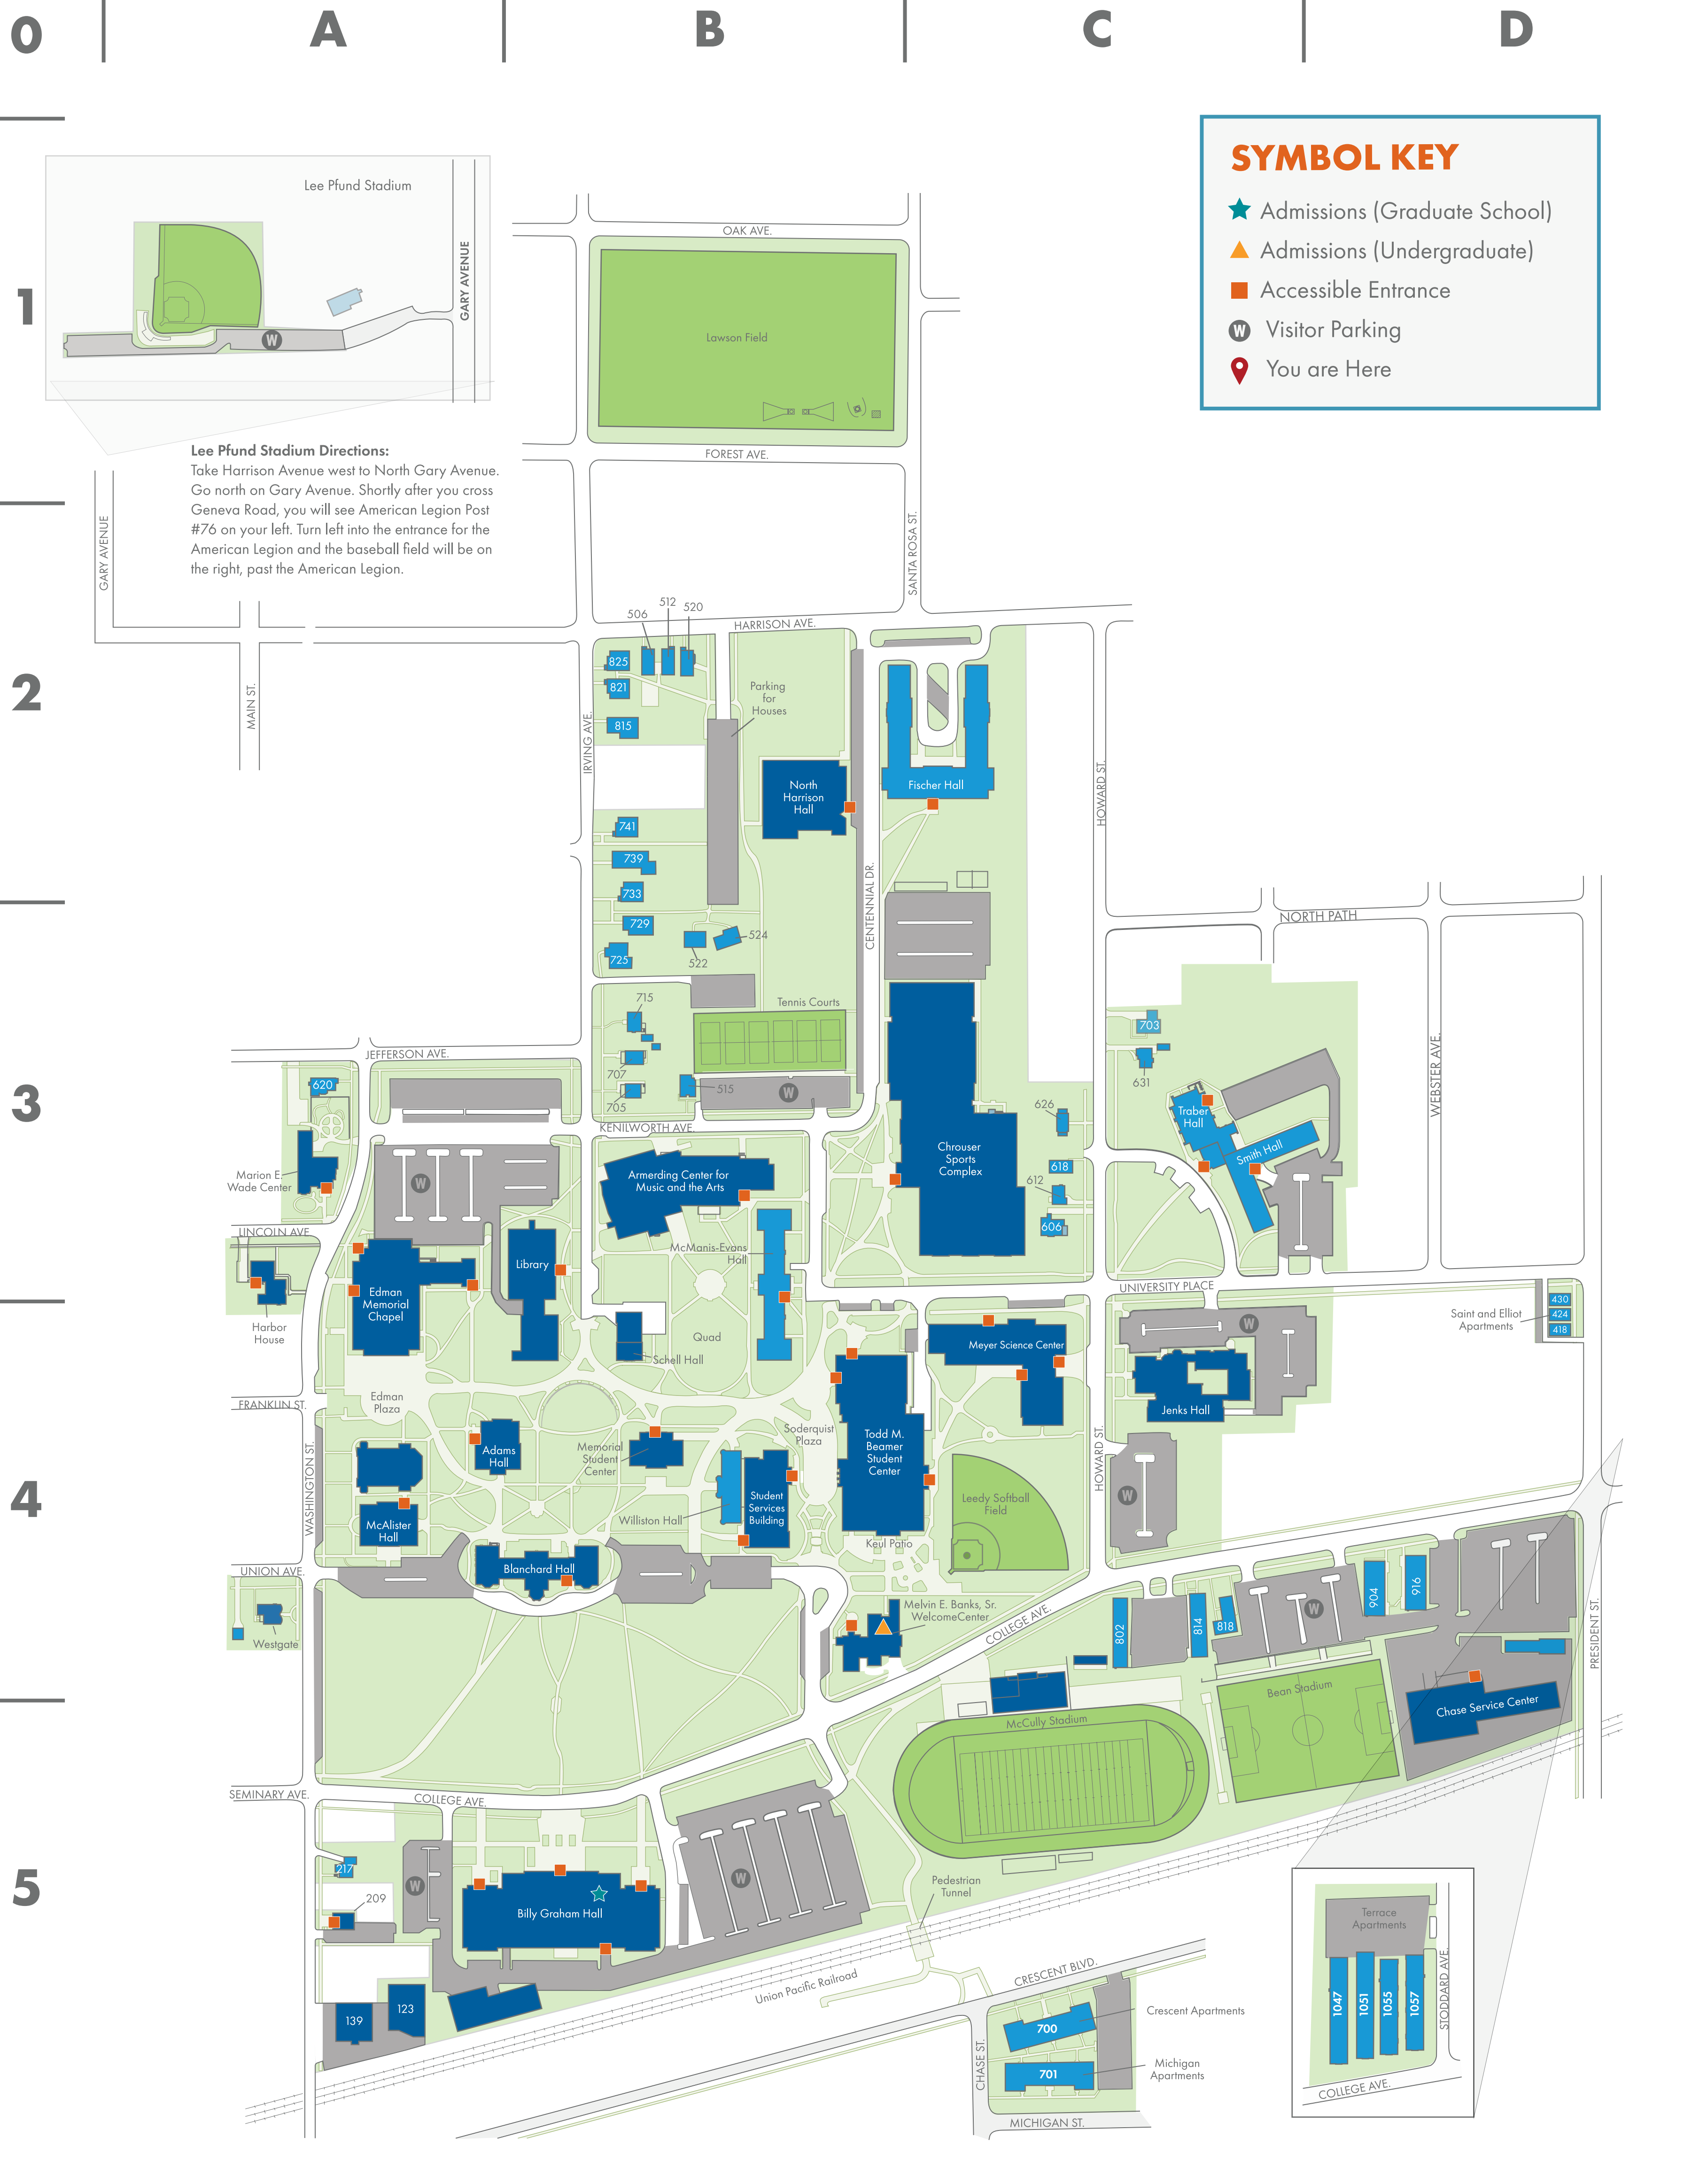 0
A
B
C
D
1
2
3
4
5
SYMBOL KEY
Admissions (Graduate School)
Admissions (Undergraduate)
Accessible Entrance
W Visitor Parking
You are Here
Lee Pfund Stadium
GARY AVENUE
W
Lee Pfund Stadium Directions:
Take Harrison Avenue west to North Gary Avenue.
Go north on Gary Avenue. Shortly after you cross
Geneva Road, you will see American Legion Post
#76 on your left. Turn left into the entrance for the
American Legion and the baseball field will be on
the right, past the American Legion.
OAK AVE.
Lawson Field
FOREST AVE.
SANTA ROSA ST.
GARY AVENUE
MAIN ST.
IRVING AVE.
HARRISON AVE.
506
512
520
825
821
815
Parking
for
Houses
North
Harrison
Hall
Fischer Hall
HOWARD ST.
741
739
733
729
725
522
524
CENTENNIAL DR.
NORTH PATH
WEBSTER AVE.
715
707
705
515
Tennis Courts
W
703
631
JEFFERSON AVE.
620
Marion E.
Wade Center
W
KENILWORTH AVE.
Armerding Center for
Music and the Arts
Chrouser
Sports
Complex
626
618
612
606
Traber
Hall
Smith Hall
LINCOLN AVE
Harbor
House
Edman
Memorial
Chapel
Library
McManis-Evans
Hall
Quad
Schell Hall
UNIVERSITY PLACE
Saint and Elliot
Apartments
430
424
418
W
Meyer Science Center
Jenks Hall
FRANKLIN ST.
Edman
Plaza
WASHINGTON ST.
Adams
Hall
Memorial
Student
Center
Soderquist
Plaza
Todd M.
Beamer
Student
Center
HOWARD ST.
W
McAlister
Hall
Williston Hall
Student
Services
Building
Leedy Softball
Field
Keul Patio
UNION AVE.
Blanchard Hall
Westgate
Melvin E. Banks, Sr.
WelcomeCenter
COLLEGE AVE.
802
814
818
W
904
916
PRESIDENT ST.
McCully Stadium
Bean Stadium
Chase Service Center
SEMINARY AVE.
COLLEGE AVE.
217
209
W
Billy Graham Hall
W
Pedestrian
Tunnel
139
123
Union Pacific Railroad
CRESCENT BLVD.
CHASE ST.
700
Crescent Apartments
701
Michigan
Apartments
MICHIGAN ST.
Terrace
Apartments
1047
1051
1055
1057
STODDARD AVE.
COLLEGE AVE.